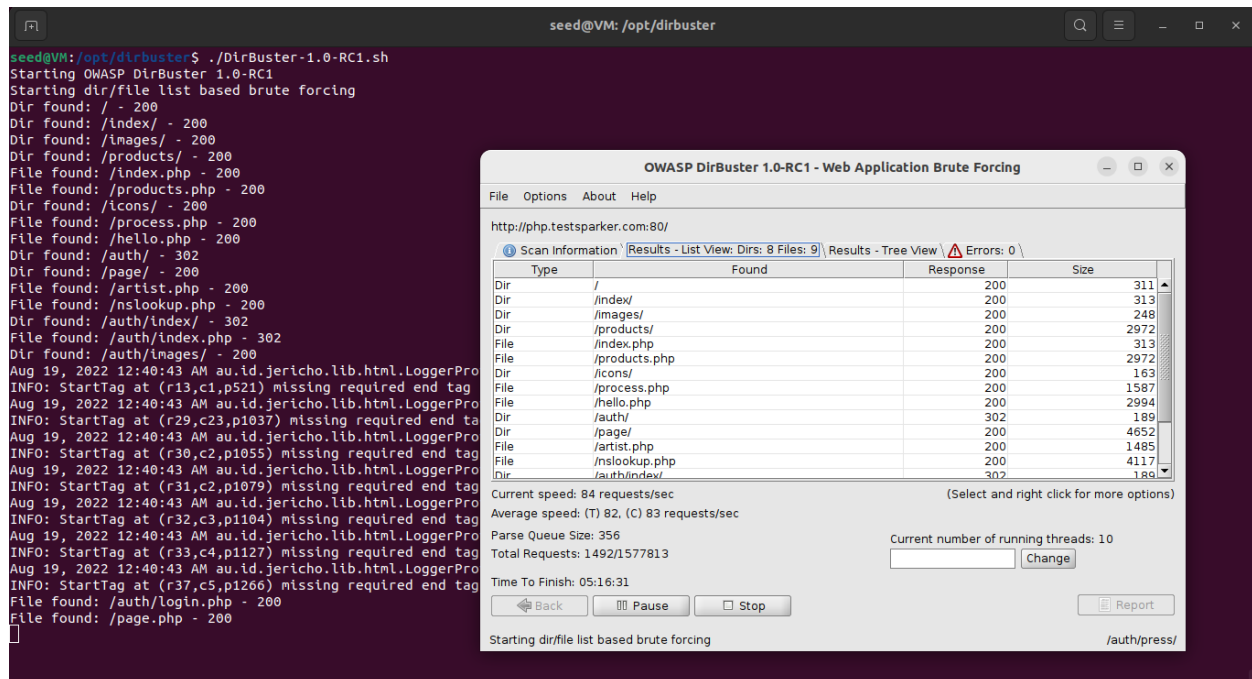 seed@VM: /opt/dirbuster
seed@VM:/opt/dirbuster$ ./DirBuster-1.0-RC1.sh
Starting OWASP DirBuster 1.0-RC1
Starting dir/file list based brute forcing
Dir found: / - 200
Dir found: /index/ - 200
Dir found: /images/ - 200
Dir found: /products/ - 200
File found: /index.php - 200
File found: /products.php - 200
Dir found: /icons/ - 200
File found: /process.php - 200
File found: /hello.php - 200
Dir found: /auth/ - 302
Dir found: /page/ - 200
File found: /artist.php - 200
File found: /nslookup.php - 200
Dir found: /auth/index/ - 302
File found: /auth/index.php - 302
Dir found: /auth/images/ - 200
Aug 19, 2022 12:40:43 AM au.id.jericho.lib.html.LoggerPro
INFO: StartTag at (r13,c1,p521) missing required end tag
Aug 19, 2022 12:40:43 AM au.id.jericho.lib.html.LoggerPro
INFO: StartTag at (r29,c23,p1037) missing required end ta
Aug 19, 2022 12:40:43 AM au.id.jericho.lib.html.LoggerPro
INFO: StartTag at (r30,c2,p1055) missing required end tag
Aug 19, 2022 12:40:43 AM au.id.jericho.lib.html.LoggerPro
INFO: StartTag at (r31,c2,p1079) missing required end tag
Aug 19, 2022 12:40:43 AM au.id.jericho.lib.html.LoggerPro
INFO: StartTag at (r32,c3,p1104) missing required end tag
Aug 19, 2022 12:40:43 AM au.id.jericho.lib.html.LoggerPro
INFO: StartTag at (r33,c4,p1127) missing required end tag
Aug 19, 2022 12:40:43 AM au.id.jericho.lib.html.LoggerPro
INFO: StartTag at (r37,c5,p1266) missing required end tag
File found: /auth/login.php - 200
File found: /page.php - 200
OWASP DirBuster 1.0-RC1 - Web Application Brute Forcing
File Options About Help
http://php.testsparker.com:80/
Scan Information Results - List View: Dirs: 8 Files: 9 Results - Tree View Errors: 0
Type Found Response Size
Dir / 200 311
Dir /index/ 200 313
Dir /images/ 200 248
Dir /products/ 200 2972
File /index.php 200 313
File /products.php 200 2972
Dir /icons/ 200 163
File /process.php 200 1587
File /hello.php 200 2994
Dir /auth/ 302 189
Dir /page/ 200 4652
File /artist.php 200 1485
File /nslookup.php 200 4117
Dir /auth/index/ 302 189
Current speed: 84 requests/sec (Select and right click for more options)
Average speed: (T) 82, (C) 83 requests/sec
Parse Queue Size: 356 Current number of running threads: 10
Total Requests: 1492/1577813 Change
Time To Finish: 05:16:31
Back Pause Stop Report
Starting dir/file list based brute forcing /auth/press/